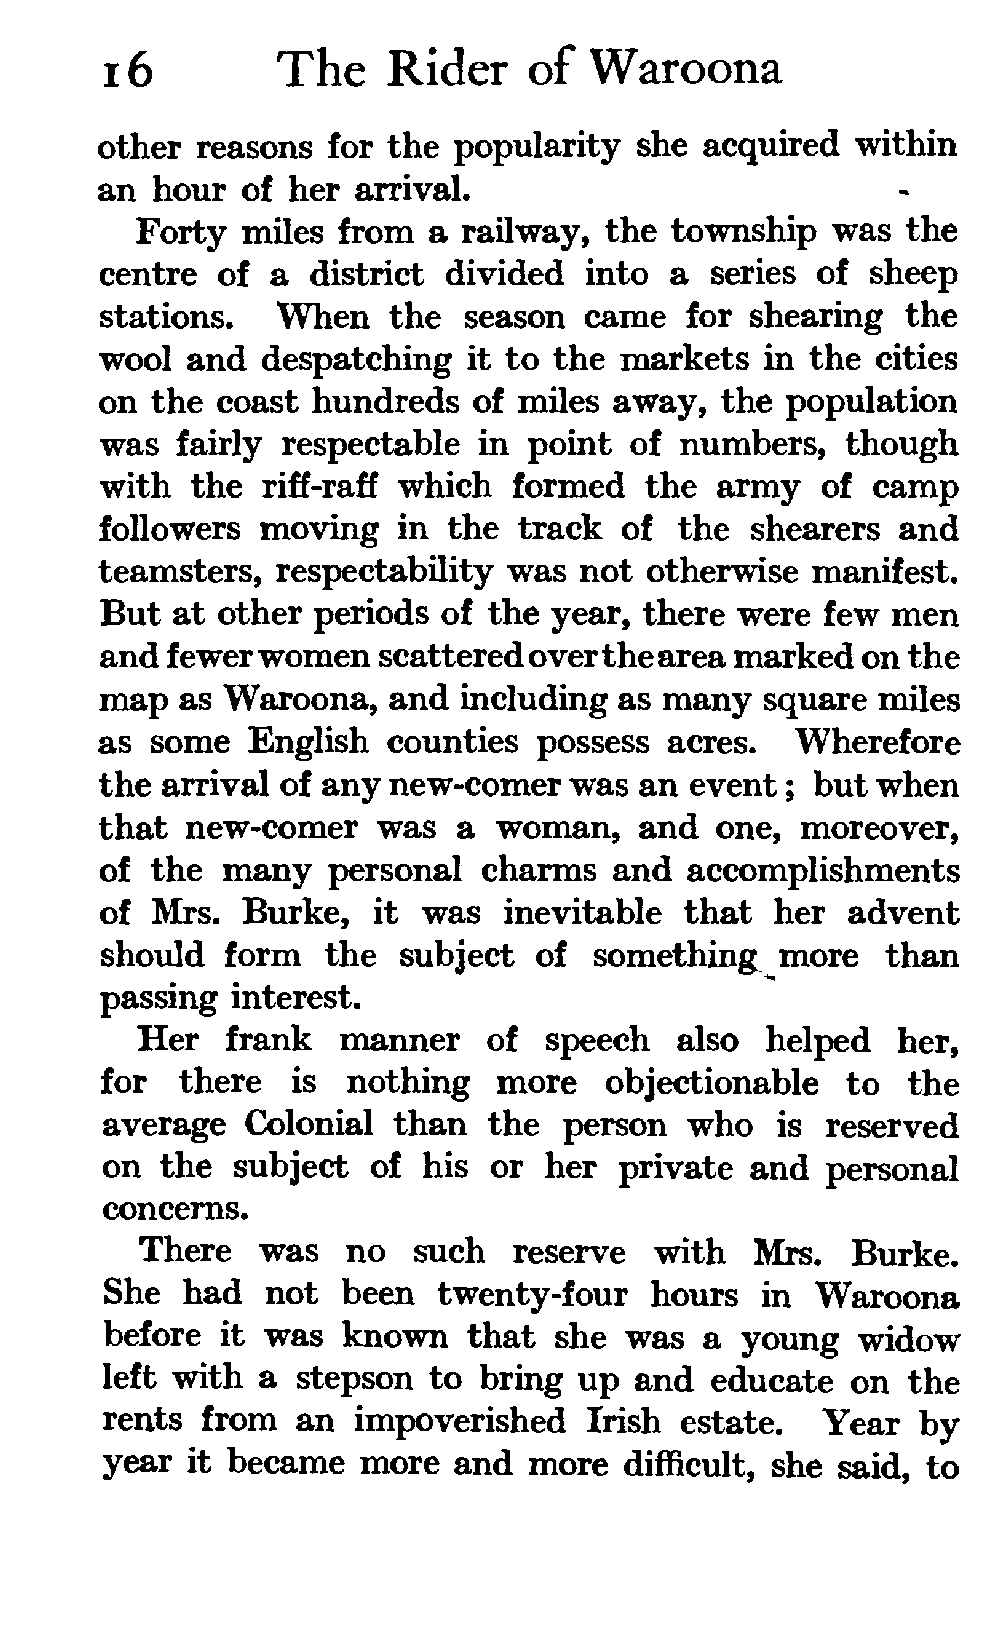 16 The Rider of Waroona
other reasons for the popularity she acquired within
an hour of her arrival.
Forty miles from a railway, the township was the
centre of a district divided into a series of sheep
stations. When the season came for shearing the
wool and despatching it to the markets in the cities
on the coast hundreds of miles away, the population
was fairly respectable in point of numbers, though
with the riff-raff which formed the army of camp
followers moving in the track of the shearers and
teamsters, respectability was not otherwise manifest.
But at other periods of the year, there were few men
and fewer women scattered over the area marked on the
map as Waroona, and including as many square miles
as some English counties possess acres. Wherefore
the arrival of any new-comer was an event ; but when
that new-comer was a woman, and one, moreover,
of the many personal charms and accomplishments
of Mrs. Burke, it was inevitable that her advent
should form the subject of something more than
passing interest.
Her frank manner of speech also helped her,
for there is nothing more objectionable to the
average Colonial than the person who is reserved
on the subject of his or her private and personal
concerns.
There was no such reserve with Mrs. Burke.
She had not been twenty-four hours in Waroona
before it was known that she was a young widow
left with a stepson to bring up and educate on the
rents from an impoverished Irish estate. Year by
year it became more and more difficult, she said, to